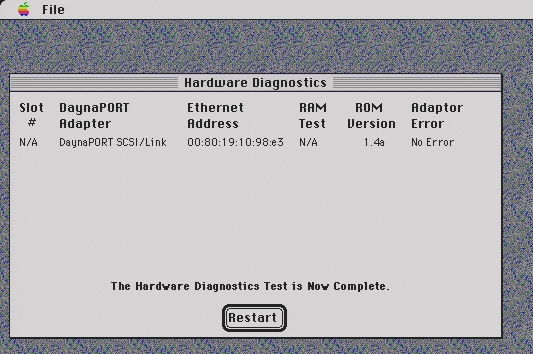 File
Hardware Diagnostics
Slot DaynaPORT Ethernet RAM ROM Adaptor
# Adapter Address Test Version Error
N/A DaynaPORT SCSI/Link 00:80:19:10:98:e3 N/A 1.4a No Error
The Hardware Diagnostics Test is Now Complete.
Restart